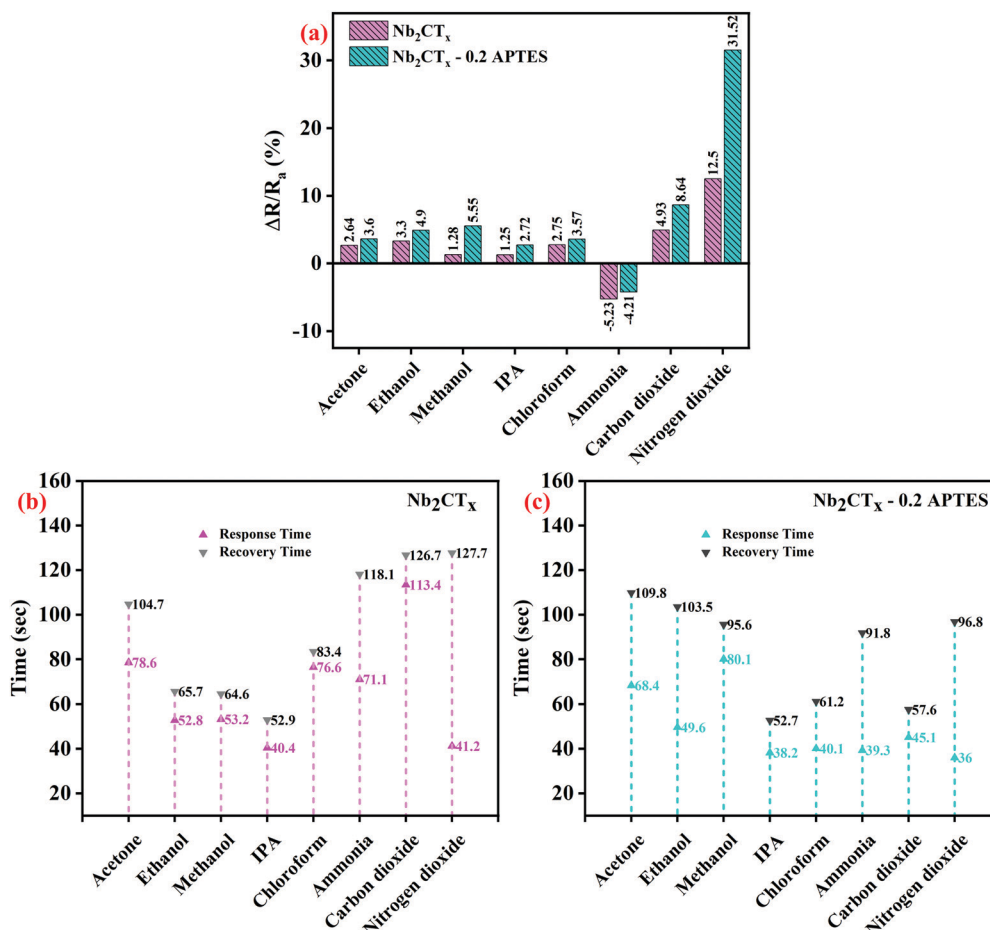 (a)
Nb₂CTₓ
Nb₂CTₓ - 0.2 APTES
ΔR/Rₐ (%)
30
20
10
0
-10
2.64
3.6
3.3
4.9
1.28
5.55
1.25
2.72
2.75
3.57
-5.23
-4.21
4.93
8.64
12.5
31.52
Acetone
Ethanol
Methanol
IPA
Chloroform
Ammonia
Carbon dioxide
Nitrogen dioxide
(b)
Nb₂CTₓ
Response Time
Recovery Time
Time (sec)
160
140
120
100
80
60
40
20
104.7
78.6
65.7
52.8
64.6
53.2
52.9
40.4
83.4
76.6
118.1
71.1
126.7
113.4
127.7
41.2
Acetone
Ethanol
Methanol
IPA
Chloroform
Ammonia
Carbon dioxide
Nitrogen dioxide
(c)
Nb₂CTₓ - 0.2 APTES
Response Time
Recovery Time
Time (sec)
160
140
120
100
80
60
40
20
109.8
68.4
103.5
49.6
95.6
80.1
52.7
38.2
61.2
40.1
91.8
39.3
57.6
45.1
96.8
36
Acetone
Ethanol
Methanol
IPA
Chloroform
Ammonia
Carbon dioxide
Nitrogen dioxide